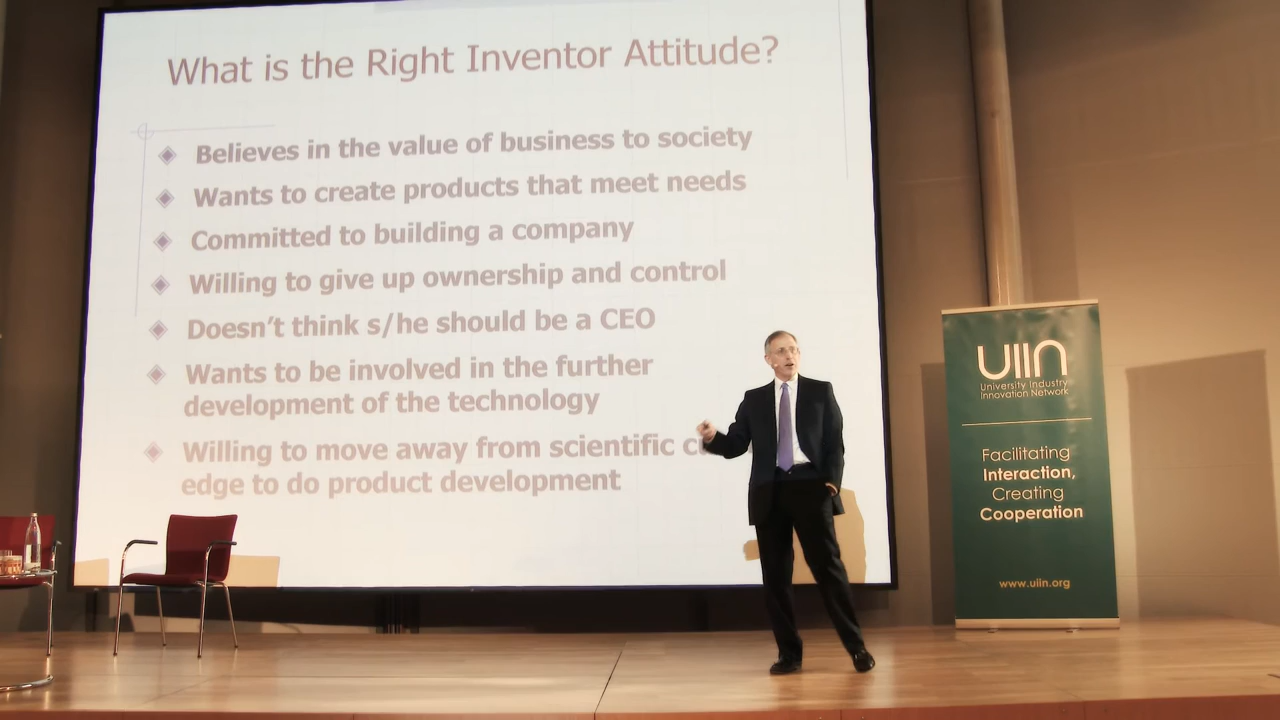 What is the Right Inventor Attitude?
Believes in the value of business to society
Wants to create products that meet needs
Committed to building a company
Willing to give up ownership and control
Doesn't think s/he should be a CEO
Wants to be involved in the further
development of the technology
Willing to move away from scientific
edge to do product development
UIIN
University Industry
Innovation Network
Facilitating
Interaction,
Creating
Cooperation
www.uiin.org